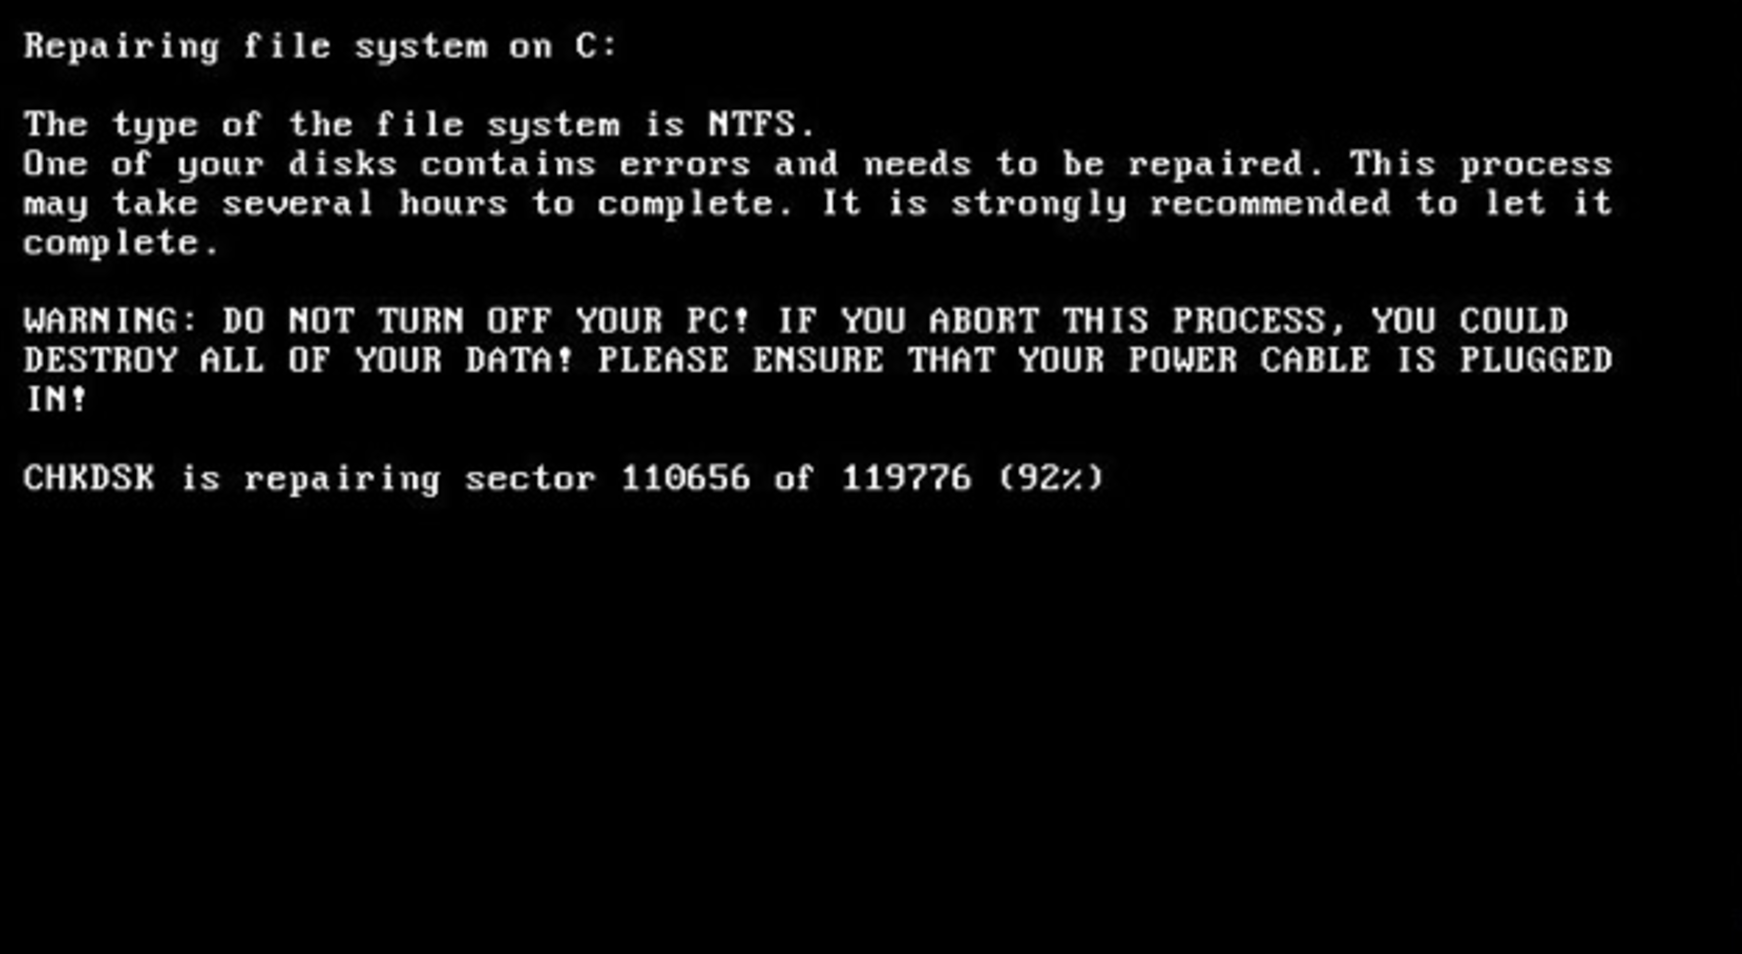 Repairing file system on C:
The type of the file system is NTFS.
One of your disks contains errors and needs to be repaired. This process
may take several hours to complete. It is strongly recommended to let it
complete.
WARNING: DO NOT TURN OFF YOUR PC! IF YOU ABORT THIS PROCESS, YOU COULD
DESTROY ALL OF YOUR DATA! PLEASE ENSURE THAT YOUR POWER CABLE IS PLUGGED
IN!
CHKDSK is repairing sector 110656 of 119776 (92%)